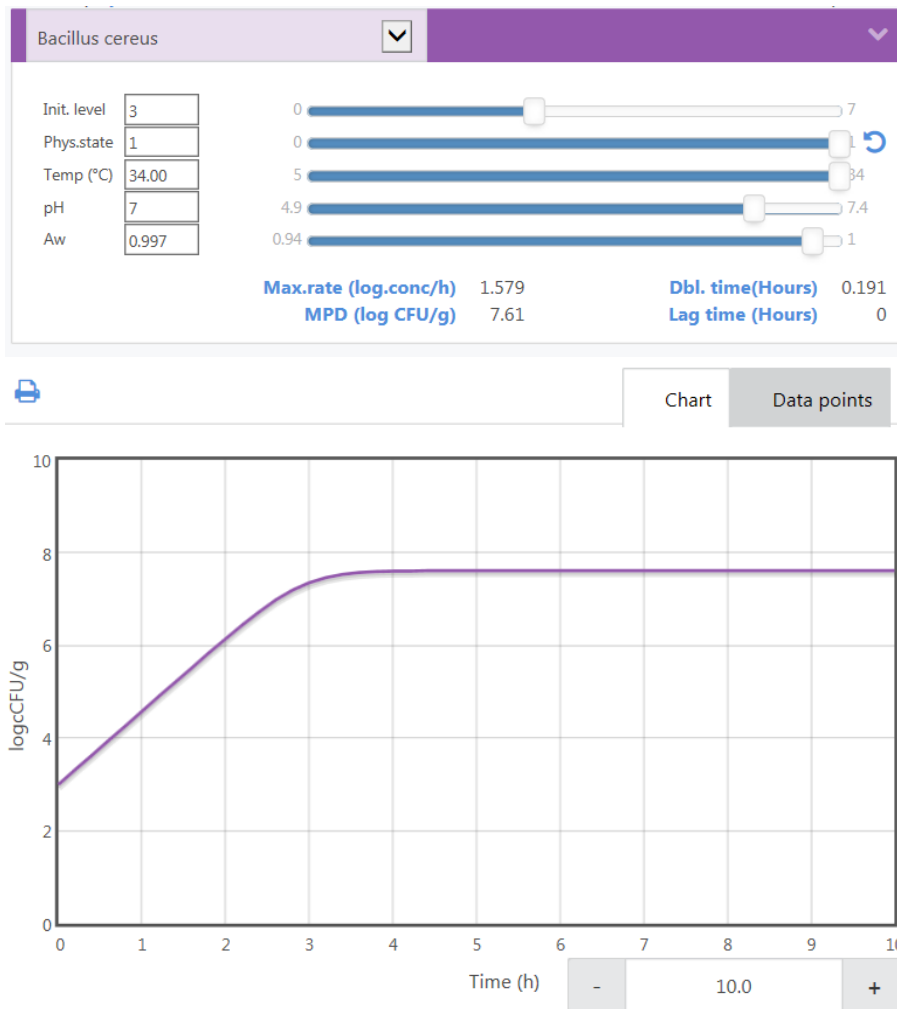 Bacillus cereus
Init. level 3 0 7
Phys.state 1 0 1
Temp (°C) 34.00 5 34
pH 7 4.9 7.4
Aw 0.997 0.94 1
Max.rate (log.conc/h) 1.579 Dbl. time(Hours) 0.191
MPD (log CFU/g) 7.61 Lag time (Hours) 0
Chart Data points
10
8
6
4
2
0
logcCFU/g
0 1 2 3 4 5 6 7 8 9 10
Time (h) - 10.0 +